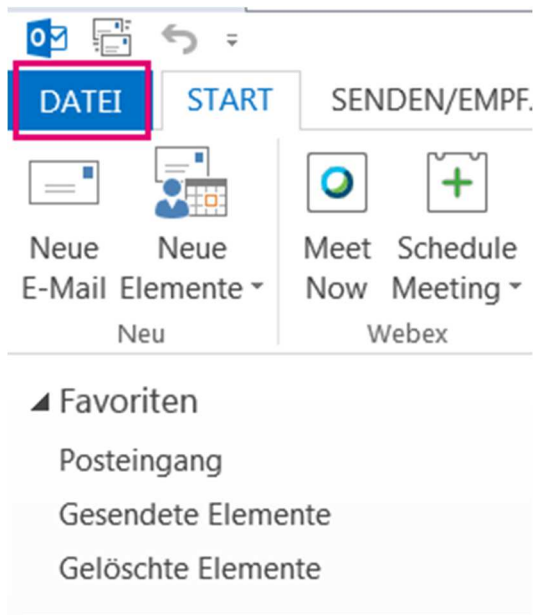 DATEI START SENDEN/EMPF.
Neue Neue Meet Schedule
E-Mail Elemente Now Meeting
Neu Webex
Favoriten
Posteingang
Gesendete Elemente
Gelöschte Elemente